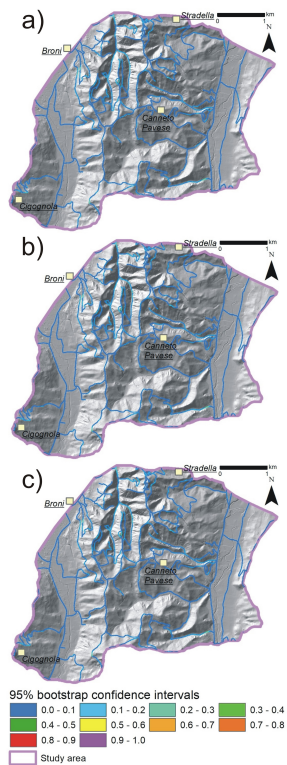 a)
Stradella
km
0 1
N
Broni
Canneto
Pavese
Cigognola
b)
Stradella
km
0 1
N
Broni
Canneto
Pavese
Cigognola
c)
Stradella
km
0 1
N
Broni
Canneto
Pavese
Cigognola
95% bootstrap confidence intervals
0.0 - 0.1 0.1 - 0.2 0.2 - 0.3 0.3 - 0.4
0.4 - 0.5 0.5 - 0.6 0.6 - 0.7 0.7 - 0.8
0.8 - 0.9 0.9 - 1.0
Study area